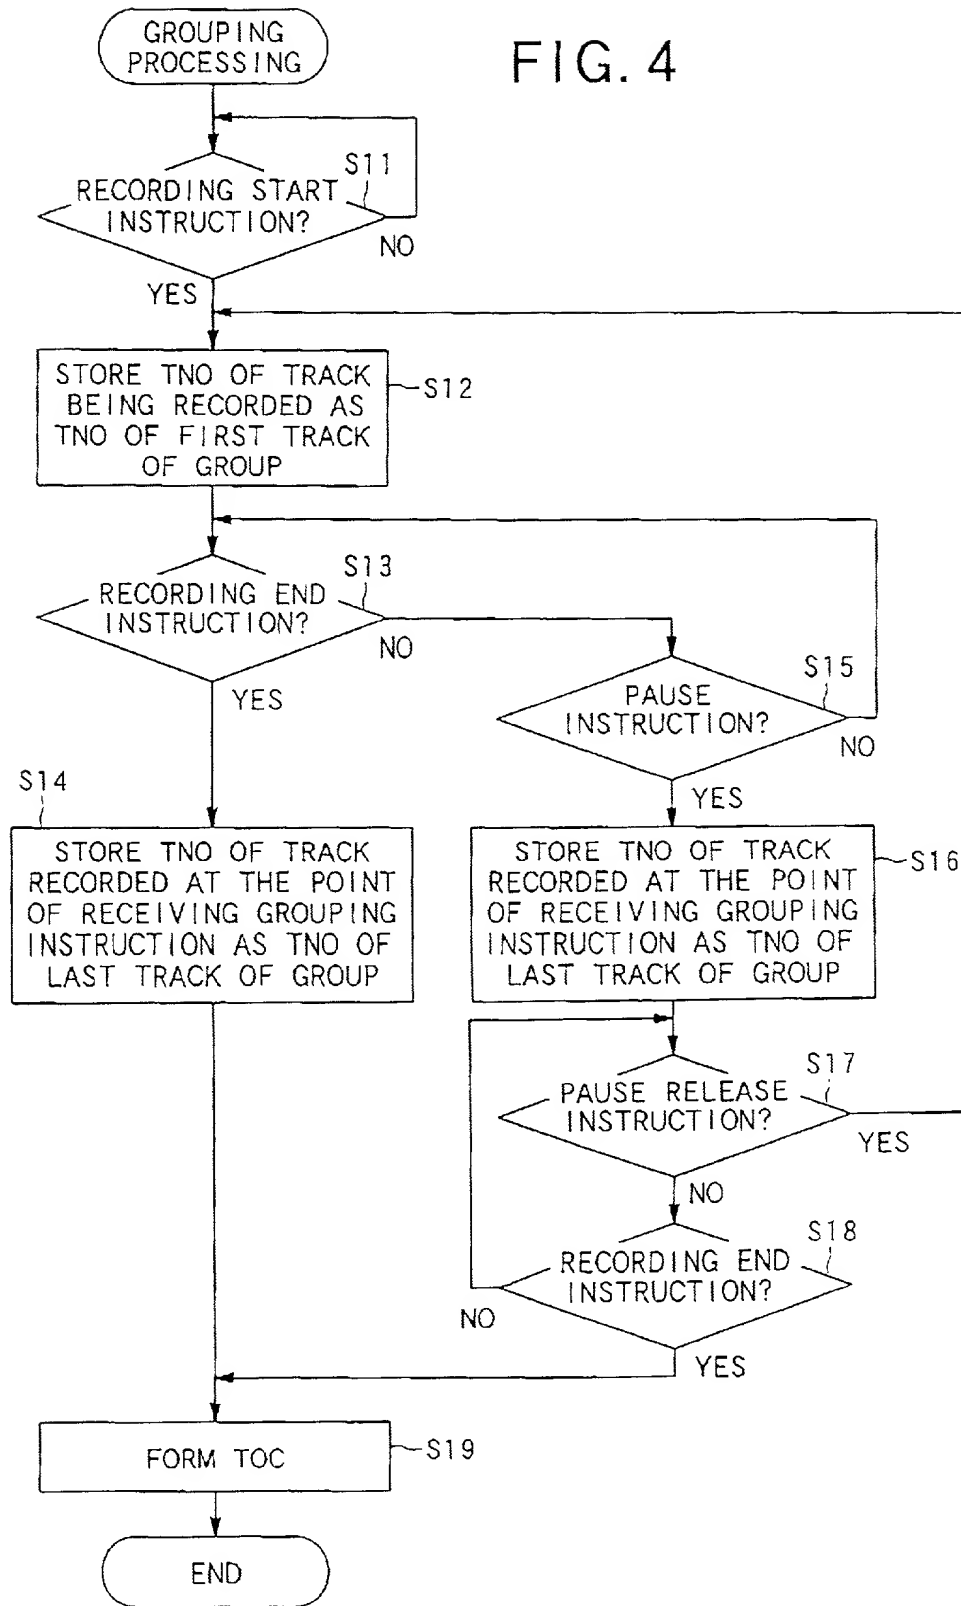 GROUPING
PROCESSING
FIG. 4
S11
RECORDING START
INSTRUCTION?
NO
YES
STORE TNO OF TRACK
BEING RECORDED AS
TNO OF FIRST TRACK
OF GROUP
S12
S13
RECORDING END
INSTRUCTION?
NO
YES
S15
PAUSE
INSTRUCTION?
NO
YES
S14
STORE TNO OF TRACK
RECORDED AT THE POINT
OF RECEIVING GROUPING
INSTRUCTION AS TNO OF
LAST TRACK OF GROUP
STORE TNO OF TRACK
RECORDED AT THE POINT
OF RECEIVING GROUPING
INSTRUCTION AS TNO OF
LAST TRACK OF GROUP
S16
S17
PAUSE RELEASE
INSTRUCTION?
YES
NO
S18
RECORDING END
INSTRUCTION?
NO
YES
FORM TOC
S19
END